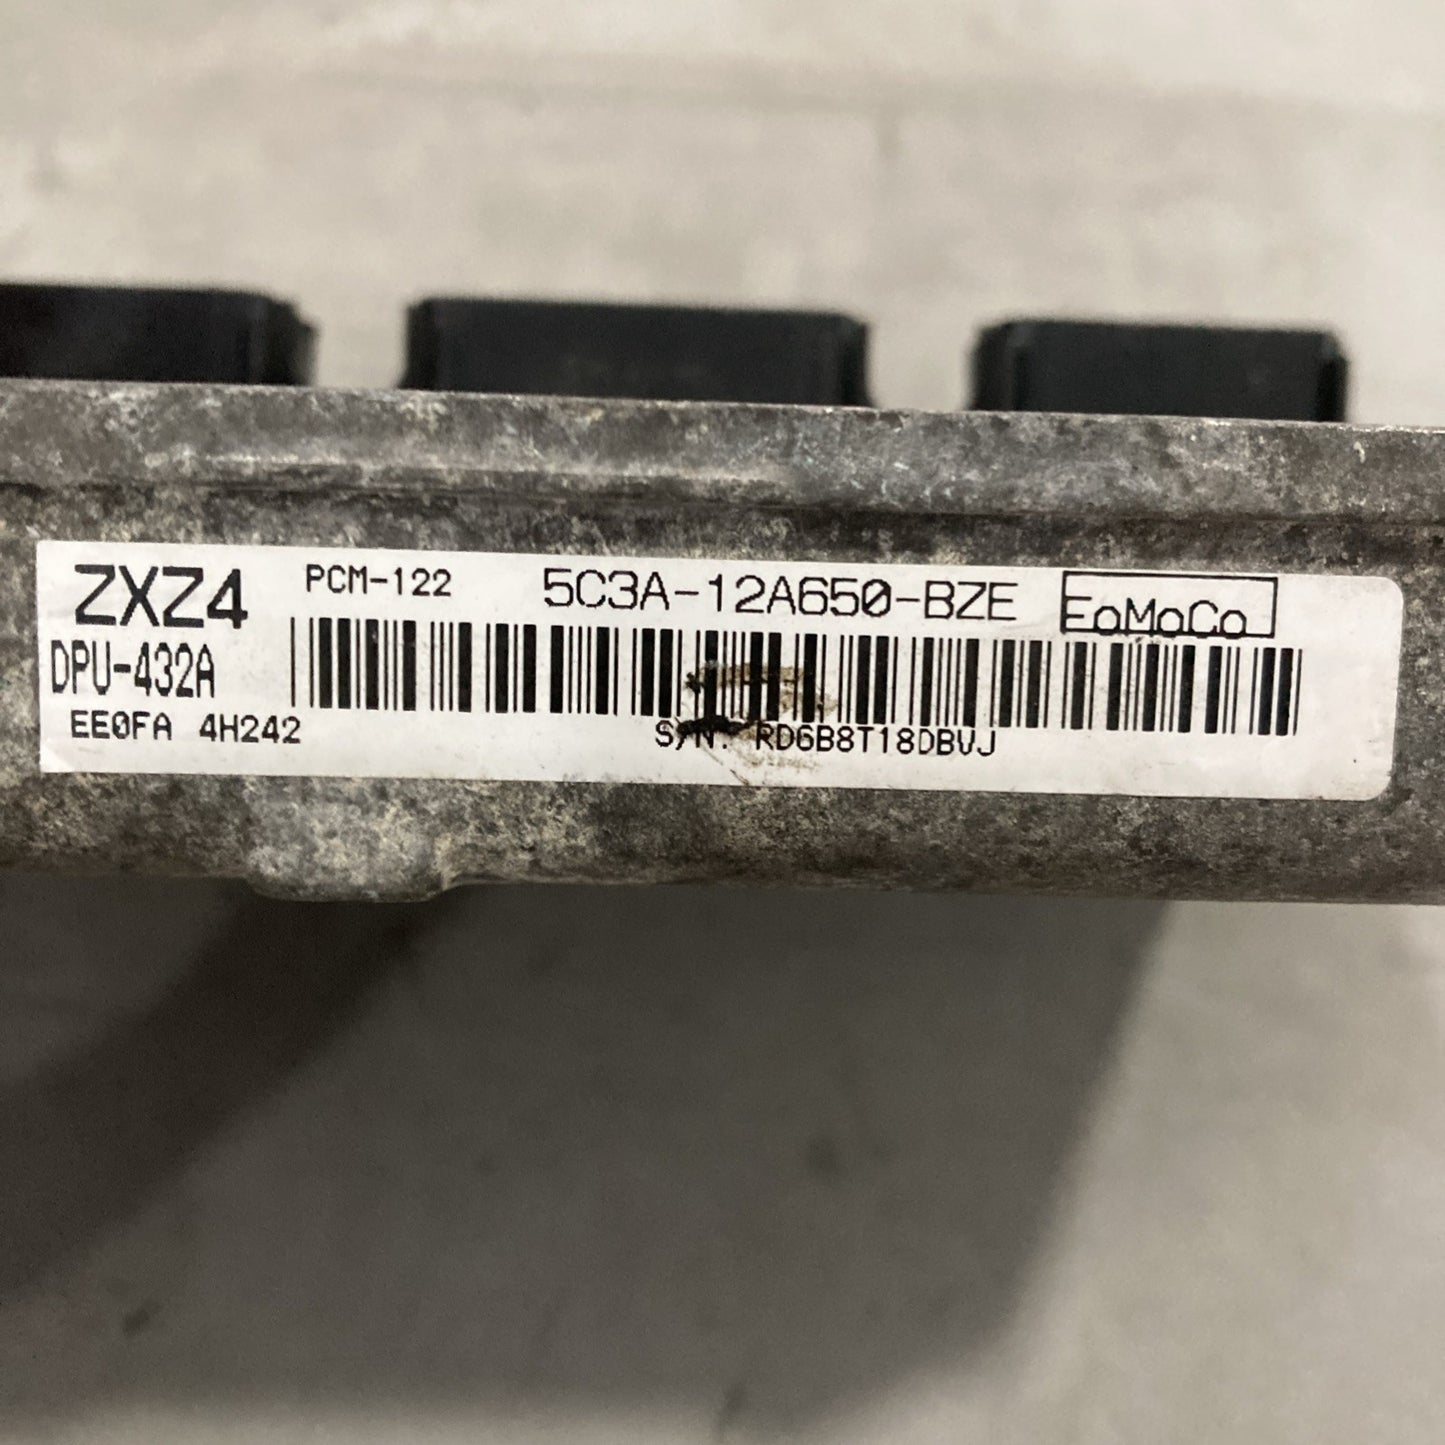 ZXZ4 PCM-122 5C3A-12A650-BZE FoMoCo
DPU-432A
EE0FA 4H242 S/N: RD6B8T18DBVJ